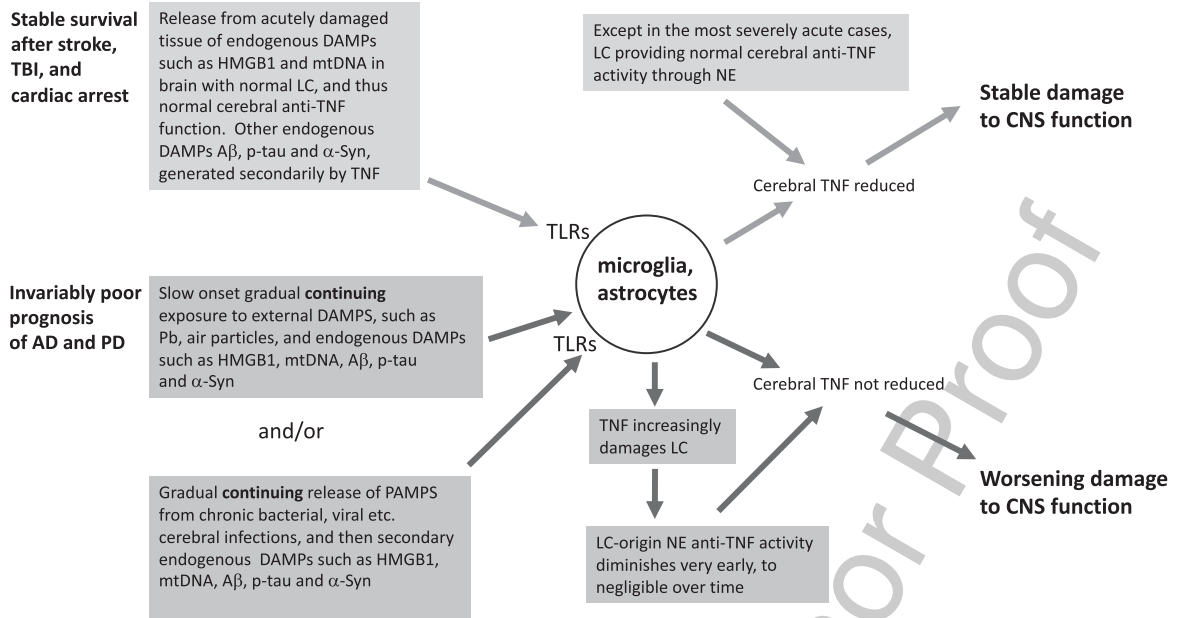 Stable survival
after stroke,
TBI, and
cardiac arrest
Release from acutely damaged
tissue of endogenous DAMPs
such as HMGB1 and mtDNA in
brain with normal LC, and thus
normal cerebral anti-TNF
function.  Other endogenous
DAMPs Aβ, p-tau and α-Syn,
generated secondarily by TNF
Except in the most severely acute cases,
LC providing normal cerebral anti-TNF
activity through NE
Stable damage
to CNS function
Cerebral TNF reduced
TLRs
microglia,
astrocytes
TLRs
Invariably poor
prognosis
of AD and PD
Slow onset gradual continuing
exposure to external DAMPS, such as
Pb, air particles, and endogenous DAMPs
such as HMGB1, mtDNA, Aβ, p-tau
and α-Syn
and/or
Gradual continuing release of PAMPS
from chronic bacterial, viral etc.
cerebral infections, and then secondary
endogenous  DAMPs such as HMGB1,
mtDNA, Aβ, p-tau and α-Syn
Cerebral TNF not reduced
TNF increasingly
damages LC
LC-origin NE anti-TNF activity
diminishes very early, to
negligible over time
Worsening damage
to CNS function
or Proof